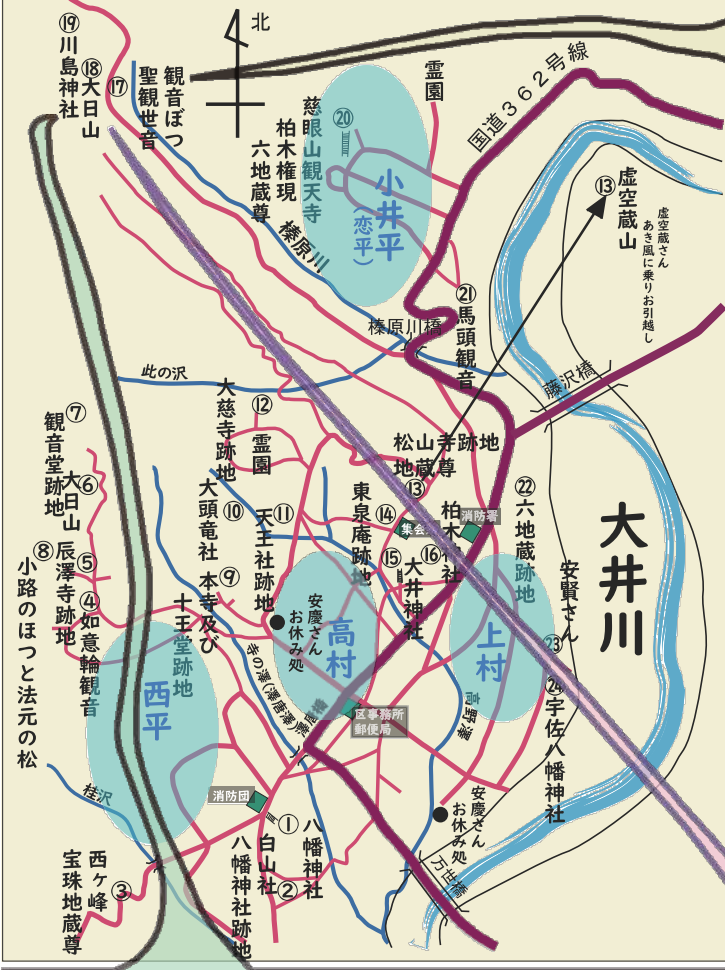 ⑲川島神社
⑱大日山
⑰
聖観世音
観音ぼつ
北
慈眼山観天寺
柏木権現
六地蔵尊
⑳
霊園
国道362号線
小井平
(恋平)
榛原川
榛原川橋
㉑馬頭観音
⑬虚空蔵山
虚空蔵さん
あき風に乗り
お引越し
藤沢橋
此の沢
大慈寺跡地
⑫霊園
松山寺跡地
地蔵尊
⑬
⑦観音堂跡地
⑥大日山
⑧小路のほつと法元の松
⑤辰澤寺跡地
④如意輪観音
⑩大頭竜社
⑪天王社跡地
⑨本寺及び
十王堂跡地
⑭東泉庵跡地
集会
消防署
⑮大井神社
⑯柏木神社
㉒六地蔵跡地
安賢さん
㉓
㉔宇佐八幡神社
大井川
安慶さん
お休み処
高村
上村
西平
寺の澤(澤唐澤)
高野澤
区事務所
郵便局
消防団
桂沢
①八幡神社
白山社
②八幡神社跡地
西ヶ峰
③宝珠地蔵尊
安慶さん
お休み処
万世橋